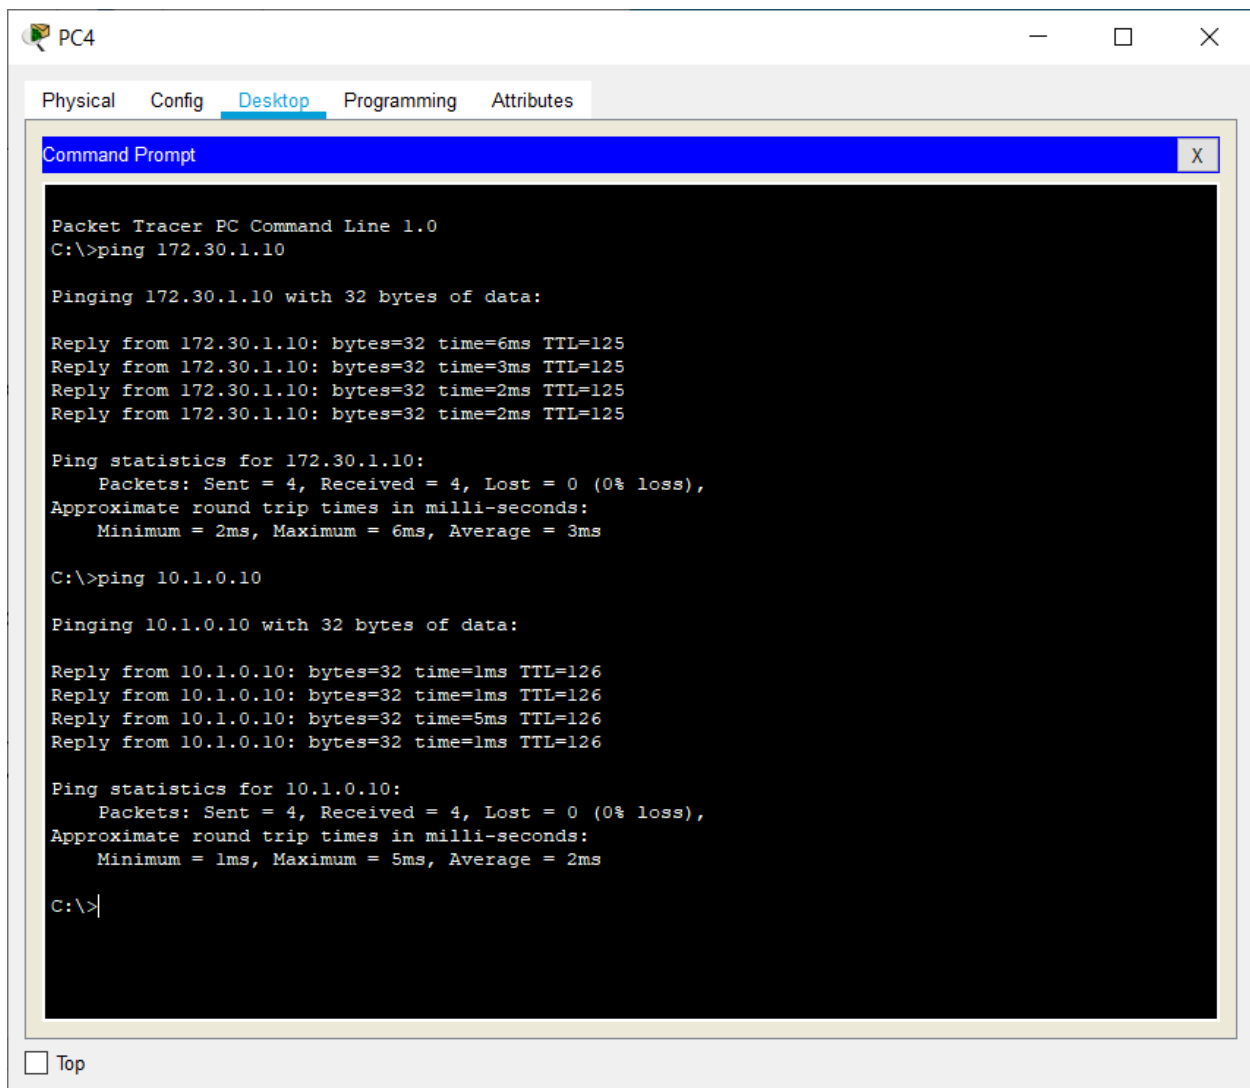 PC4
Physical Config Desktop Programming Attributes
Command Prompt X
Packet Tracer PC Command Line 1.0
C:\>ping 172.30.1.10
Pinging 172.30.1.10 with 32 bytes of data:
Reply from 172.30.1.10: bytes=32 time=6ms TTL=125
Reply from 172.30.1.10: bytes=32 time=3ms TTL=125
Reply from 172.30.1.10: bytes=32 time=2ms TTL=125
Reply from 172.30.1.10: bytes=32 time=2ms TTL=125
Ping statistics for 172.30.1.10:
Packets: Sent = 4, Received = 4, Lost = 0 (0% loss),
Approximate round trip times in milli-seconds:
Minimum = 2ms, Maximum = 6ms, Average = 3ms
C:\>ping 10.1.0.10
Pinging 10.1.0.10 with 32 bytes of data:
Reply from 10.1.0.10: bytes=32 time=1ms TTL=126
Reply from 10.1.0.10: bytes=32 time=1ms TTL=126
Reply from 10.1.0.10: bytes=32 time=5ms TTL=126
Reply from 10.1.0.10: bytes=32 time=1ms TTL=126
Ping statistics for 10.1.0.10:
Packets: Sent = 4, Received = 4, Lost = 0 (0% loss),
Approximate round trip times in milli-seconds:
Minimum = 1ms, Maximum = 5ms, Average = 2ms
C:\>
Top